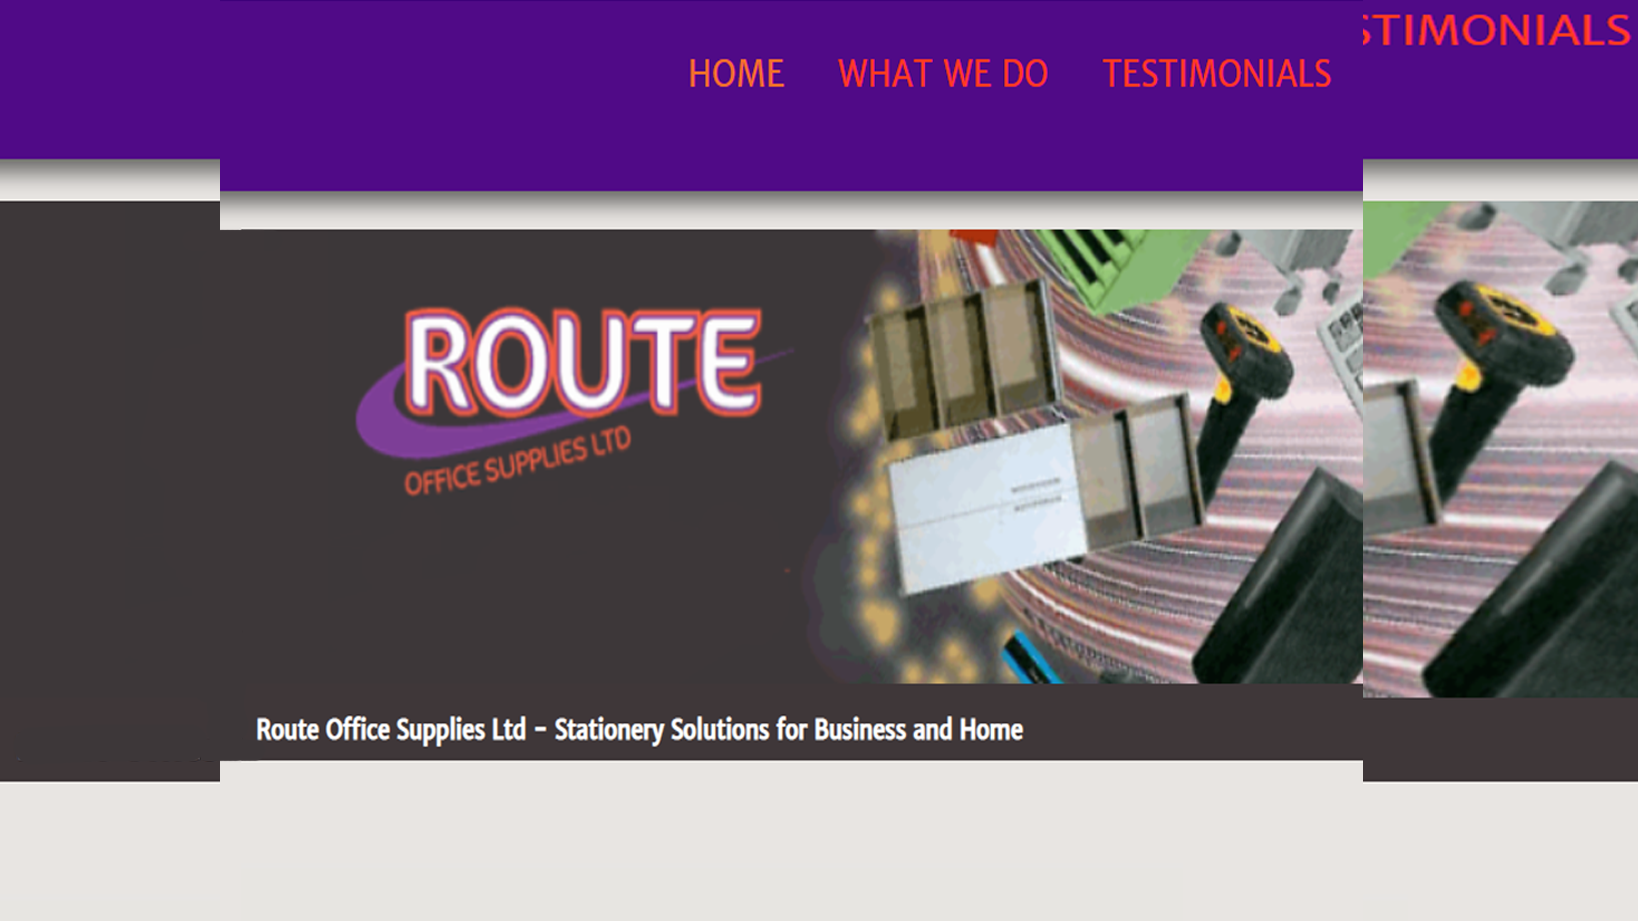 HOME WHAT WE DO TESTIMONIALS
STIMONIALS
ROUTE
OFFICE SUPPLIES LTD
Route Office Supplies Ltd - Stationery Solutions for Business and Home